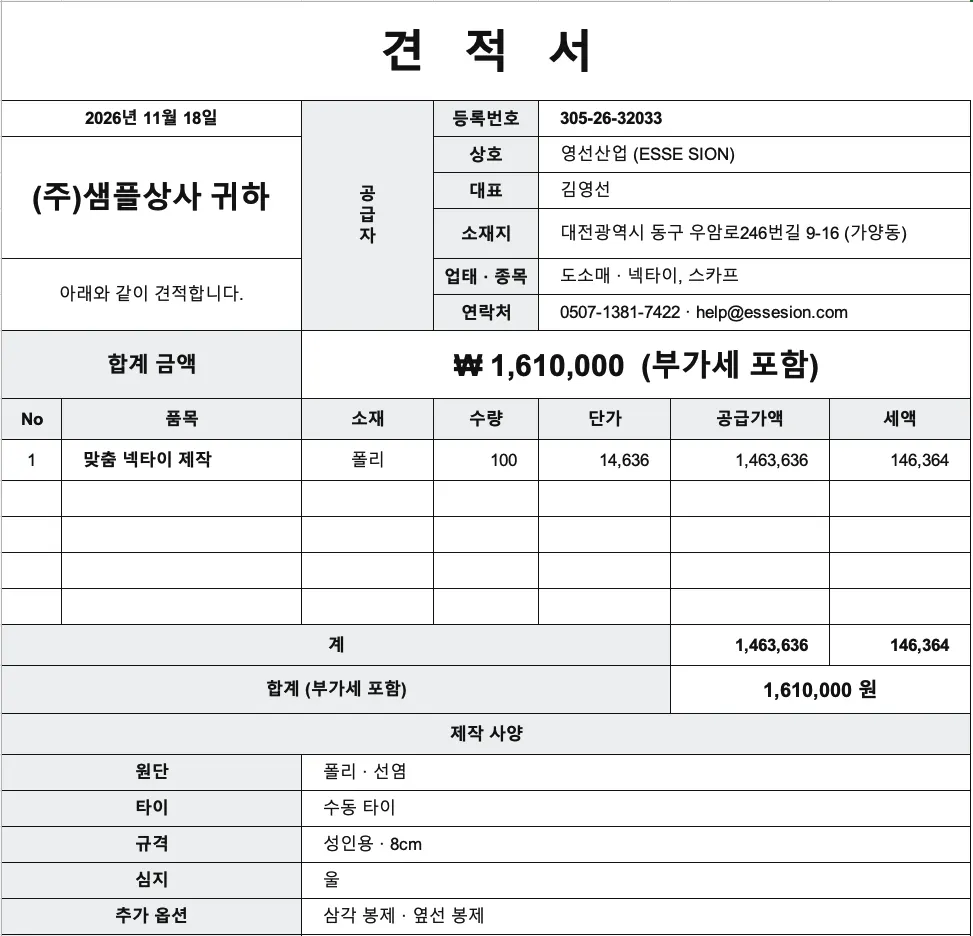 견 적 서
2026년 11월 18일
(주)샘플상사 귀하
아래와 같이 견적합니다.
공
급
자
등록번호 305-26-32033
상호 영선산업 (ESSE SION)
대표 김영선
소재지 대전광역시 동구 우암로246번길 9-16 (가양동)
업태 · 종목 도소매 · 넥타이, 스카프
연락처 0507-1381-7422 · help@essesion.com
합계 금액 ₩ 1,610,000 (부가세 포함)
No 품목 소재 수량 단가 공급가액 세액
1 맞춤 넥타이 제작 폴리 100 14,636 1,463,636 146,364
계 1,463,636 146,364
합계 (부가세 포함) 1,610,000 원
제작 사양
원단 폴리 · 선염
타이 수동 타이
규격 성인용 · 8cm
심지 울
추가 옵션 삼각 봉제 · 옆선 봉제